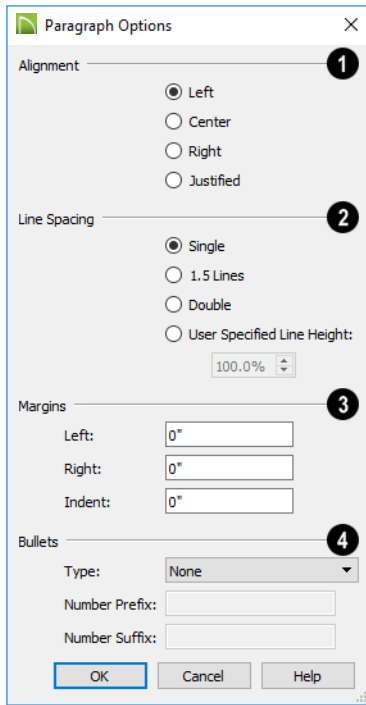 Paragraph Options
Alignment 1
Left
Center
Right
Justified
Line Spacing 2
Single
1.5 Lines
Double
User Specified Line Height:
100.0%
Margins 3
Left: 0"
Right: 0"
Indent: 0"
Bullets 4
Type: None
Number Prefix:
Number Suffix:
OK Cancel Help